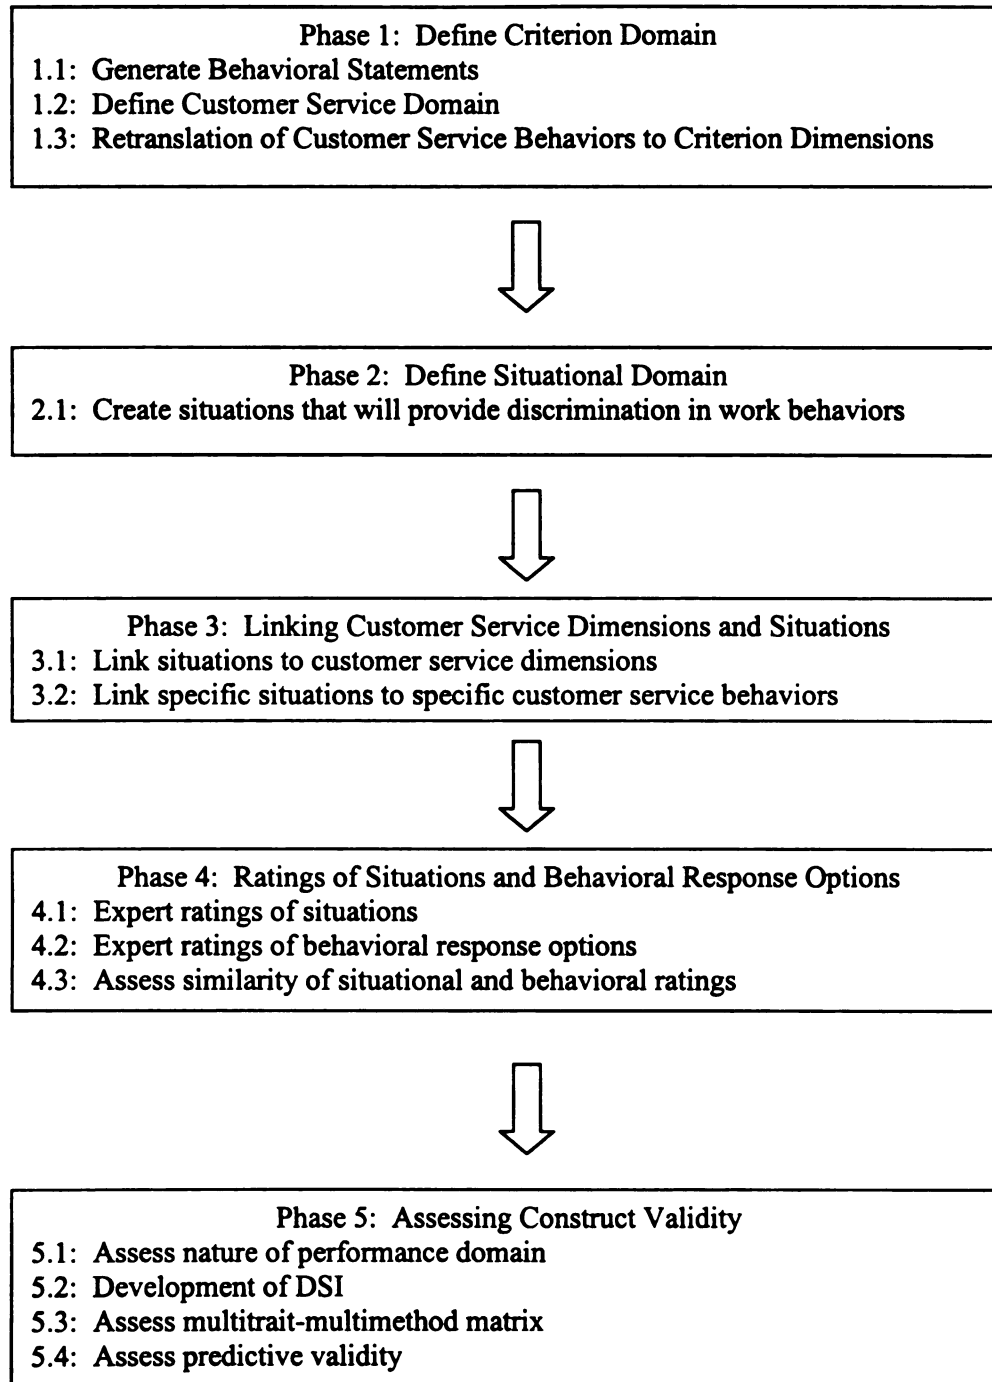 Phase 1: Define Criterion Domain
1.1: Generate Behavioral Statements
1.2: Define Customer Service Domain
1.3: Retranslation of Customer Service Behaviors to Criterion Dimensions
Phase 2: Define Situational Domain
2.1: Create situations that will provide discrimination in work behaviors
Phase 3: Linking Customer Service Dimensions and Situations
3.1: Link situations to customer service dimensions
3.2: Link specific situations to specific customer service behaviors
Phase 4: Ratings of Situations and Behavioral Response Options
4.1: Expert ratings of situations
4.2: Expert ratings of behavioral response options
4.3: Assess similarity of situational and behavioral ratings
Phase 5: Assessing Construct Validity
5.1: Assess nature of performance domain
5.2: Development of DSI
5.3: Assess multitrait-multimethod matrix
5.4: Assess predictive validity